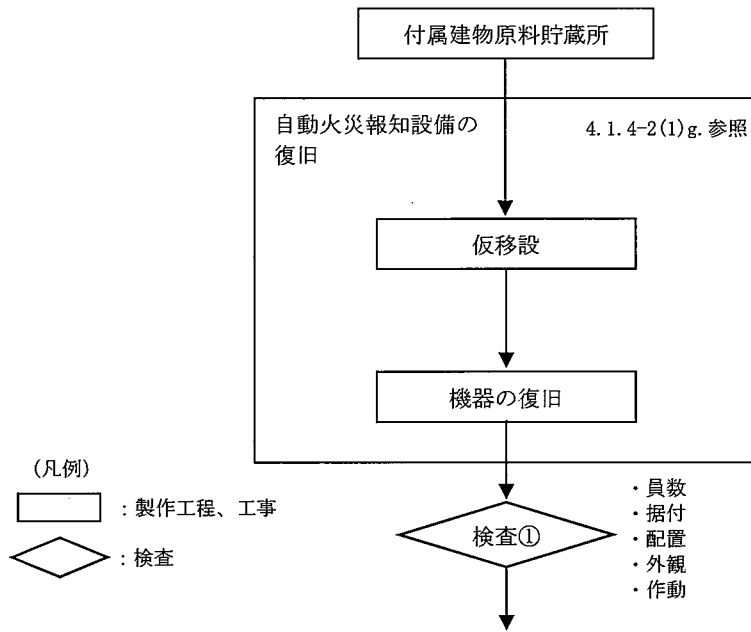 付属建物原料貯蔵所
自動火災報知設備の
復旧
4.1.4-2(1)g.参照
仮移設
機器の復旧
検査①
・員数
・据付
・配置
・外観
・作動
(凡例)
：製作工程、工事
：検査